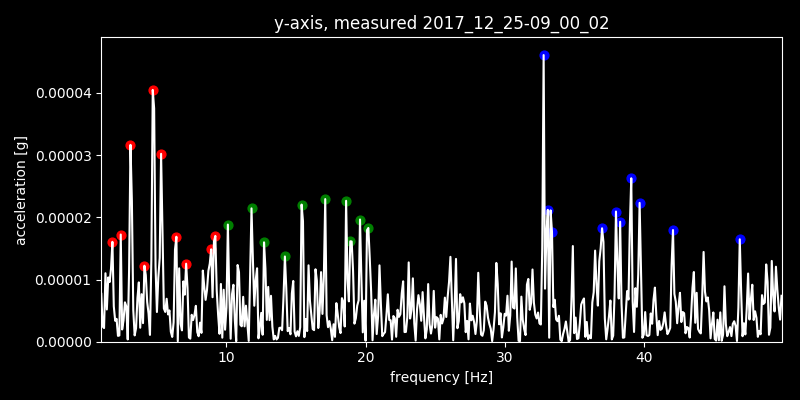 y-axis, measured 2017_12_25-09_00_02
acceleration [g]
0.00004
0.00003
0.00002
0.00001
0.00000
10 20 30 40
frequency [Hz]